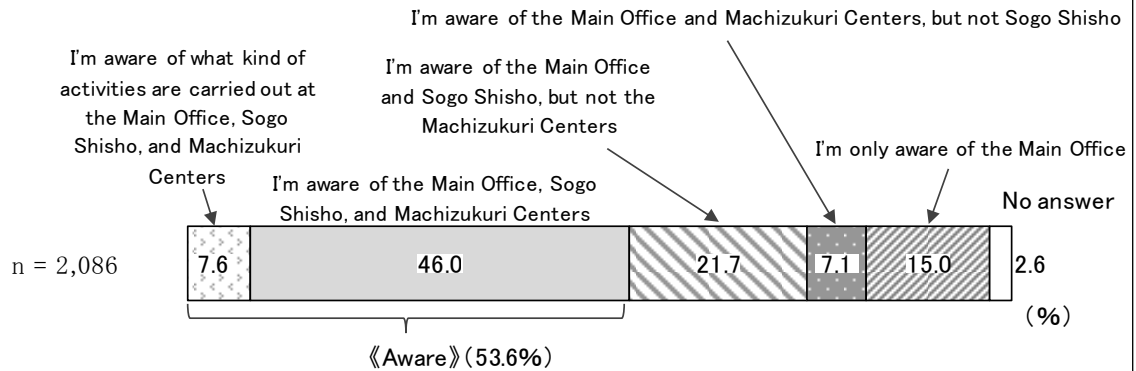 I'm aware of the Main Office and Machizukuri Centers, but not Sogo Shisho
I'm aware of what kind of
activities are carried out at
the Main Office, Sogo
Shisho, and Machizukuri
Centers
I'm aware of the Main Office
and Sogo Shisho, but not the
Machizukuri Centers
I'm only aware of the Main Office
I'm aware of the Main Office, Sogo
Shisho, and Machizukuri Centers
No answer
n = 2,086
7.6 46.0 21.7 7.1 15.0 2.6
(%)
《Aware》(53.6%)